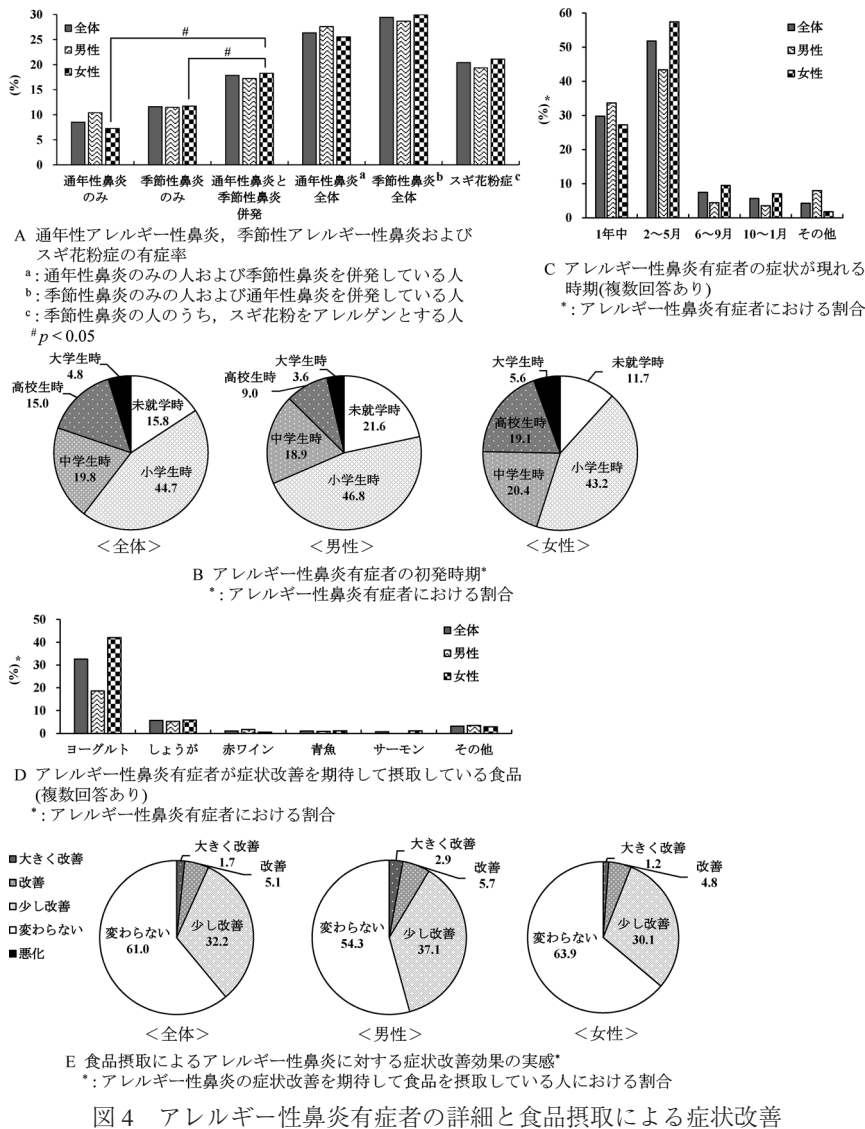 30
25
20
15
10
5
0
(%)
全体
男性
女性
#
#
通年性鼻炎のみ
季節性鼻炎のみ
通年性鼻炎と季節性鼻炎併発
通年性鼻炎全体 a
季節性鼻炎全体 b
スギ花粉症 c
A 通年性アレルギー性鼻炎，季節性アレルギー性鼻炎および
スギ花粉症の有症率
a：通年性鼻炎のみの人および季節性鼻炎を併発している人
b：季節性鼻炎のみの人および通年性鼻炎を併発している人
c：季節性鼻炎の人のうち，スギ花粉をアレルゲンとする人
# p < 0.05
60
50
40
30
20
10
0
(%)*
全体
男性
女性
1年中
2～5月
6～9月
10～1月
その他
C アレルギー性鼻炎有症者の症状が現れる
時期(複数回答あり)
*：アレルギー性鼻炎有症者における割合
大学生時
4.8
高校生時
15.0
未就学時
15.8
中学生時
19.8
小学生時
44.7
＜全体＞
大学生時
3.6
高校生時
9.0
未就学時
21.6
中学生時
18.9
小学生時
46.8
＜男性＞
大学生時
5.6
未就学時
11.7
高校生時
19.1
中学生時
20.4
小学生時
43.2
＜女性＞
B アレルギー性鼻炎有症者の初発時期*
*：アレルギー性鼻炎有症者における割合
50
40
30
20
10
0
(%)*
全体
男性
女性
ヨーグルト
しょうが
赤ワイン
青魚
サーモン
その他
D アレルギー性鼻炎有症者が症状改善を期待して摂取している食品
(複数回答あり)
*：アレルギー性鼻炎有症者における割合
大きく改善
改善
少し改善
変わらない
悪化
大きく改善
1.7
改善
5.1
少し改善
32.2
変わらない
61.0
＜全体＞
大きく改善
2.9
改善
5.7
少し改善
37.1
変わらない
54.3
＜男性＞
大きく改善
1.2
改善
4.8
少し改善
30.1
変わらない
63.9
＜女性＞
E 食品摂取によるアレルギー性鼻炎に対する症状改善効果の実感*
*：アレルギー性鼻炎の症状改善を期待して食品を摂取している人における割合
図4 アレルギー性鼻炎有症者の詳細と食品摂取による症状改善